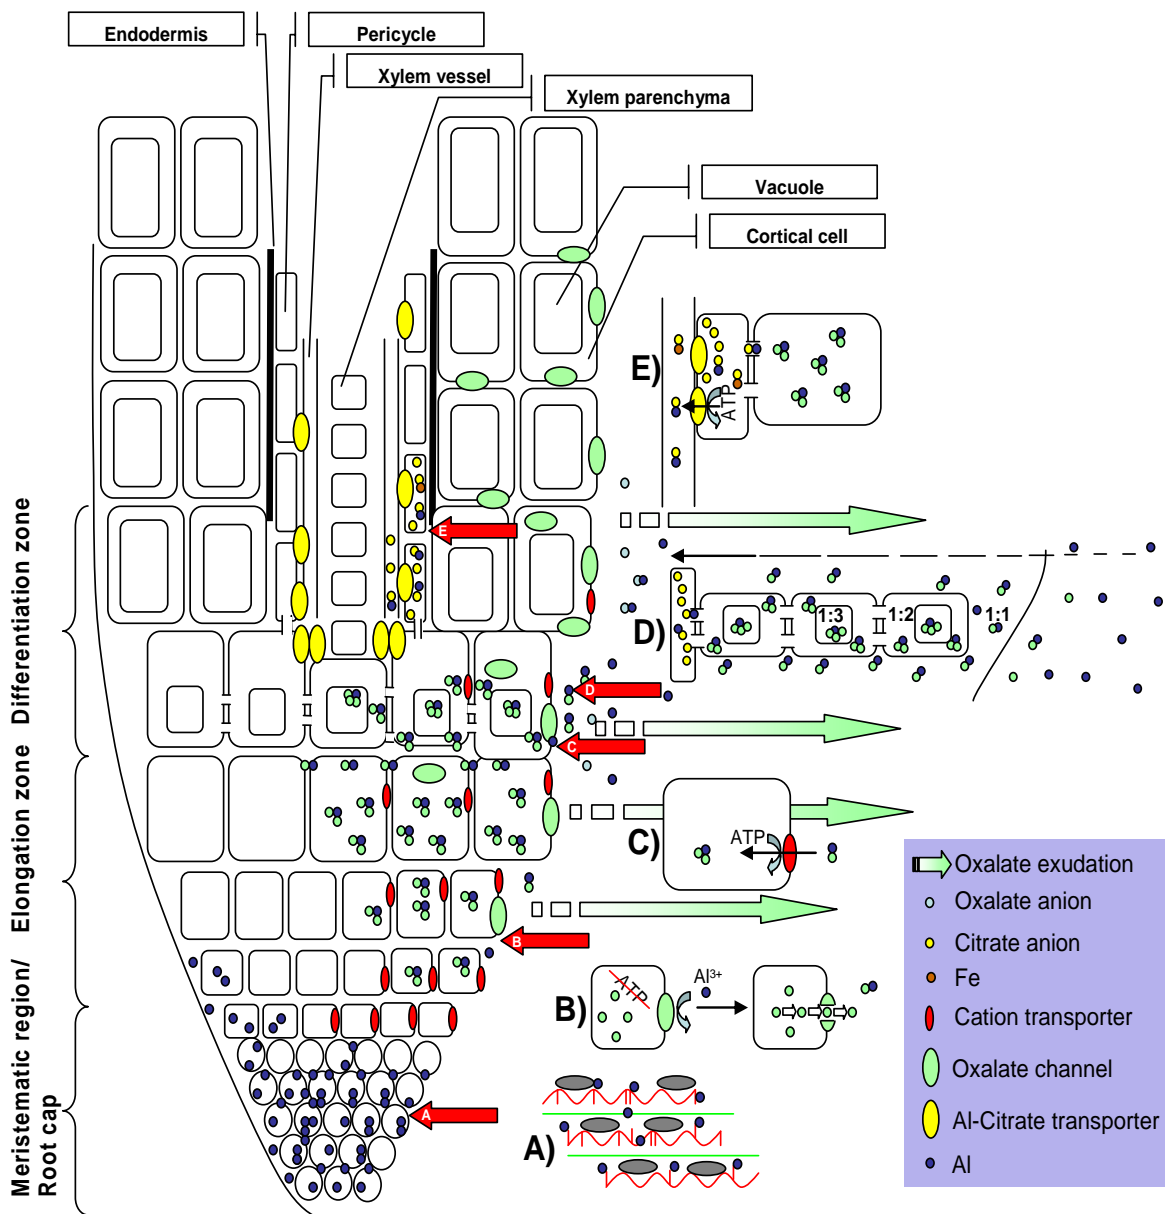 Endodermis
Pericycle
Xylem vessel
Xylem parenchyma
Vacuole
Cortical cell
E)
ATP
E
D)
1:3
1:2
1:1
D
C
C)
ATP
B
B)
ATP
Al³⁺
A
A)
Differentiation zone
Elongation zone
Meristematic region/
Root cap
Oxalate exudation
Oxalate anion
Citrate anion
Fe
Cation transporter
Oxalate channel
Al-Citrate transporter
Al